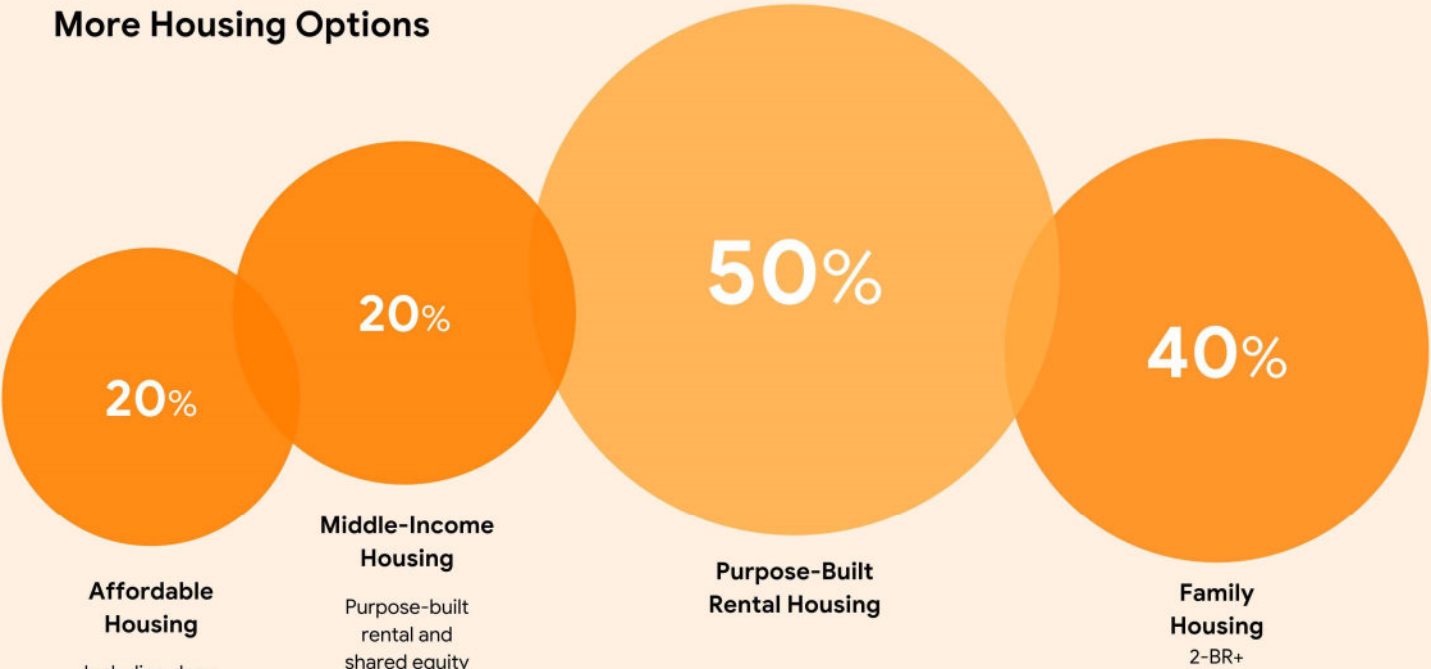 More Housing Options
20%
20%
50%
40%
Affordable
Housing
Middle-Income
Housing
Purpose-built
rental and
shared equity
Purpose-Built
Rental Housing
Family
Housing
2-BR+